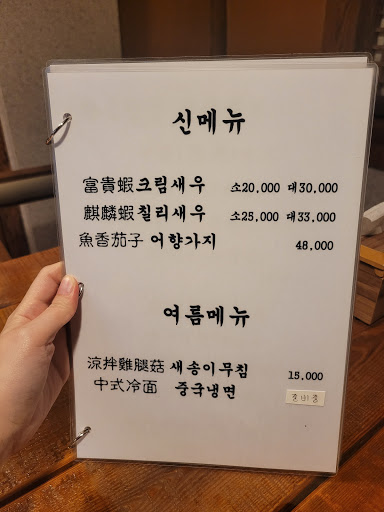 신메뉴
富貴蝦 크림새우 소20,000 대30,000
麒麟蝦 칠리새우 소25,000 대33,000
魚香茄子 어향가지 48,000
여름메뉴
涼拌雞腿菇 새송이무침 15,000
中式冷面 중국냉면 준비중